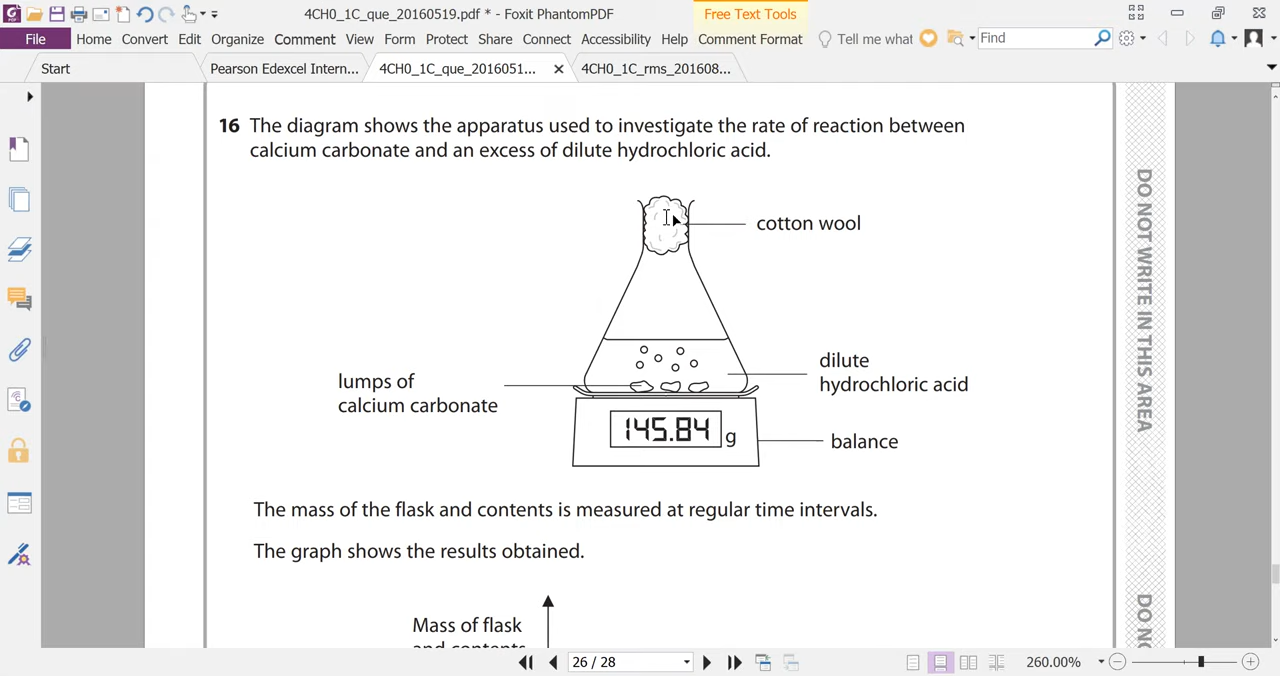 4CH0_1C_que_20160519.pdf * - Foxit PhantomPDF
Free Text Tools
File Home Convert Edit Organize Comment View Form Protect Share Connect Accessibility Help Comment Format Tell me what Find
Start
Pearson Edexcel Intern...
4CH0_1C_que_2016051...
4CH0_1C_rms_201608...
16 The diagram shows the apparatus used to investigate the rate of reaction between
calcium carbonate and an excess of dilute hydrochloric acid.
cotton wool
dilute
hydrochloric acid
lumps of
calcium carbonate
145.84 g
balance
The mass of the flask and contents is measured at regular time intervals.
The graph shows the results obtained.
Mass of flask
and contents
DO NOT WRITE IN THIS AREA
DO NO
26 / 28
260.00%